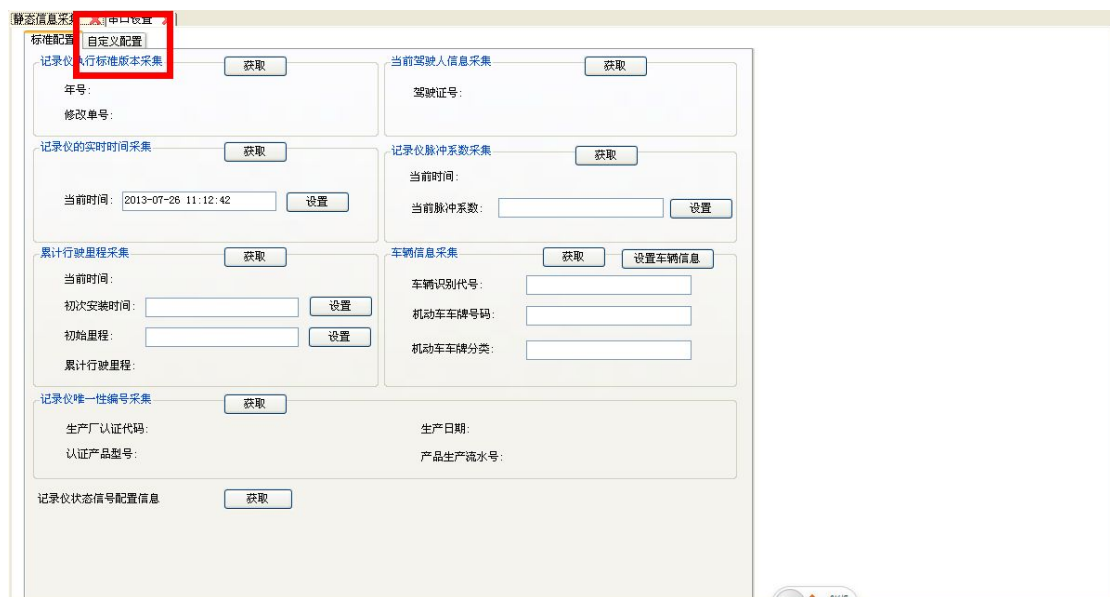 静态信息采集 串口设置
标准配置 自定义配置
记录仪执行标准版本采集 获取
年号:
修改单号:
当前驾驶人信息采集 获取
驾驶证号:
记录仪的实时时间采集 获取
当前时间: 2013-07-26 11:12:42 设置
记录仪脉冲系数采集 获取
当前时间:
当前脉冲系数: 设置
累计行驶里程采集 获取
当前时间:
初次安装时间: 设置
初始里程: 设置
累计行驶里程:
车辆信息采集 获取 设置车辆信息
车辆识别代号:
机动车车牌号码:
机动车车牌分类:
记录仪唯一性编号采集 获取
生产厂认证代码: 生产日期:
认证产品型号: 产品生产流水号:
记录仪状态信号配置信息 获取